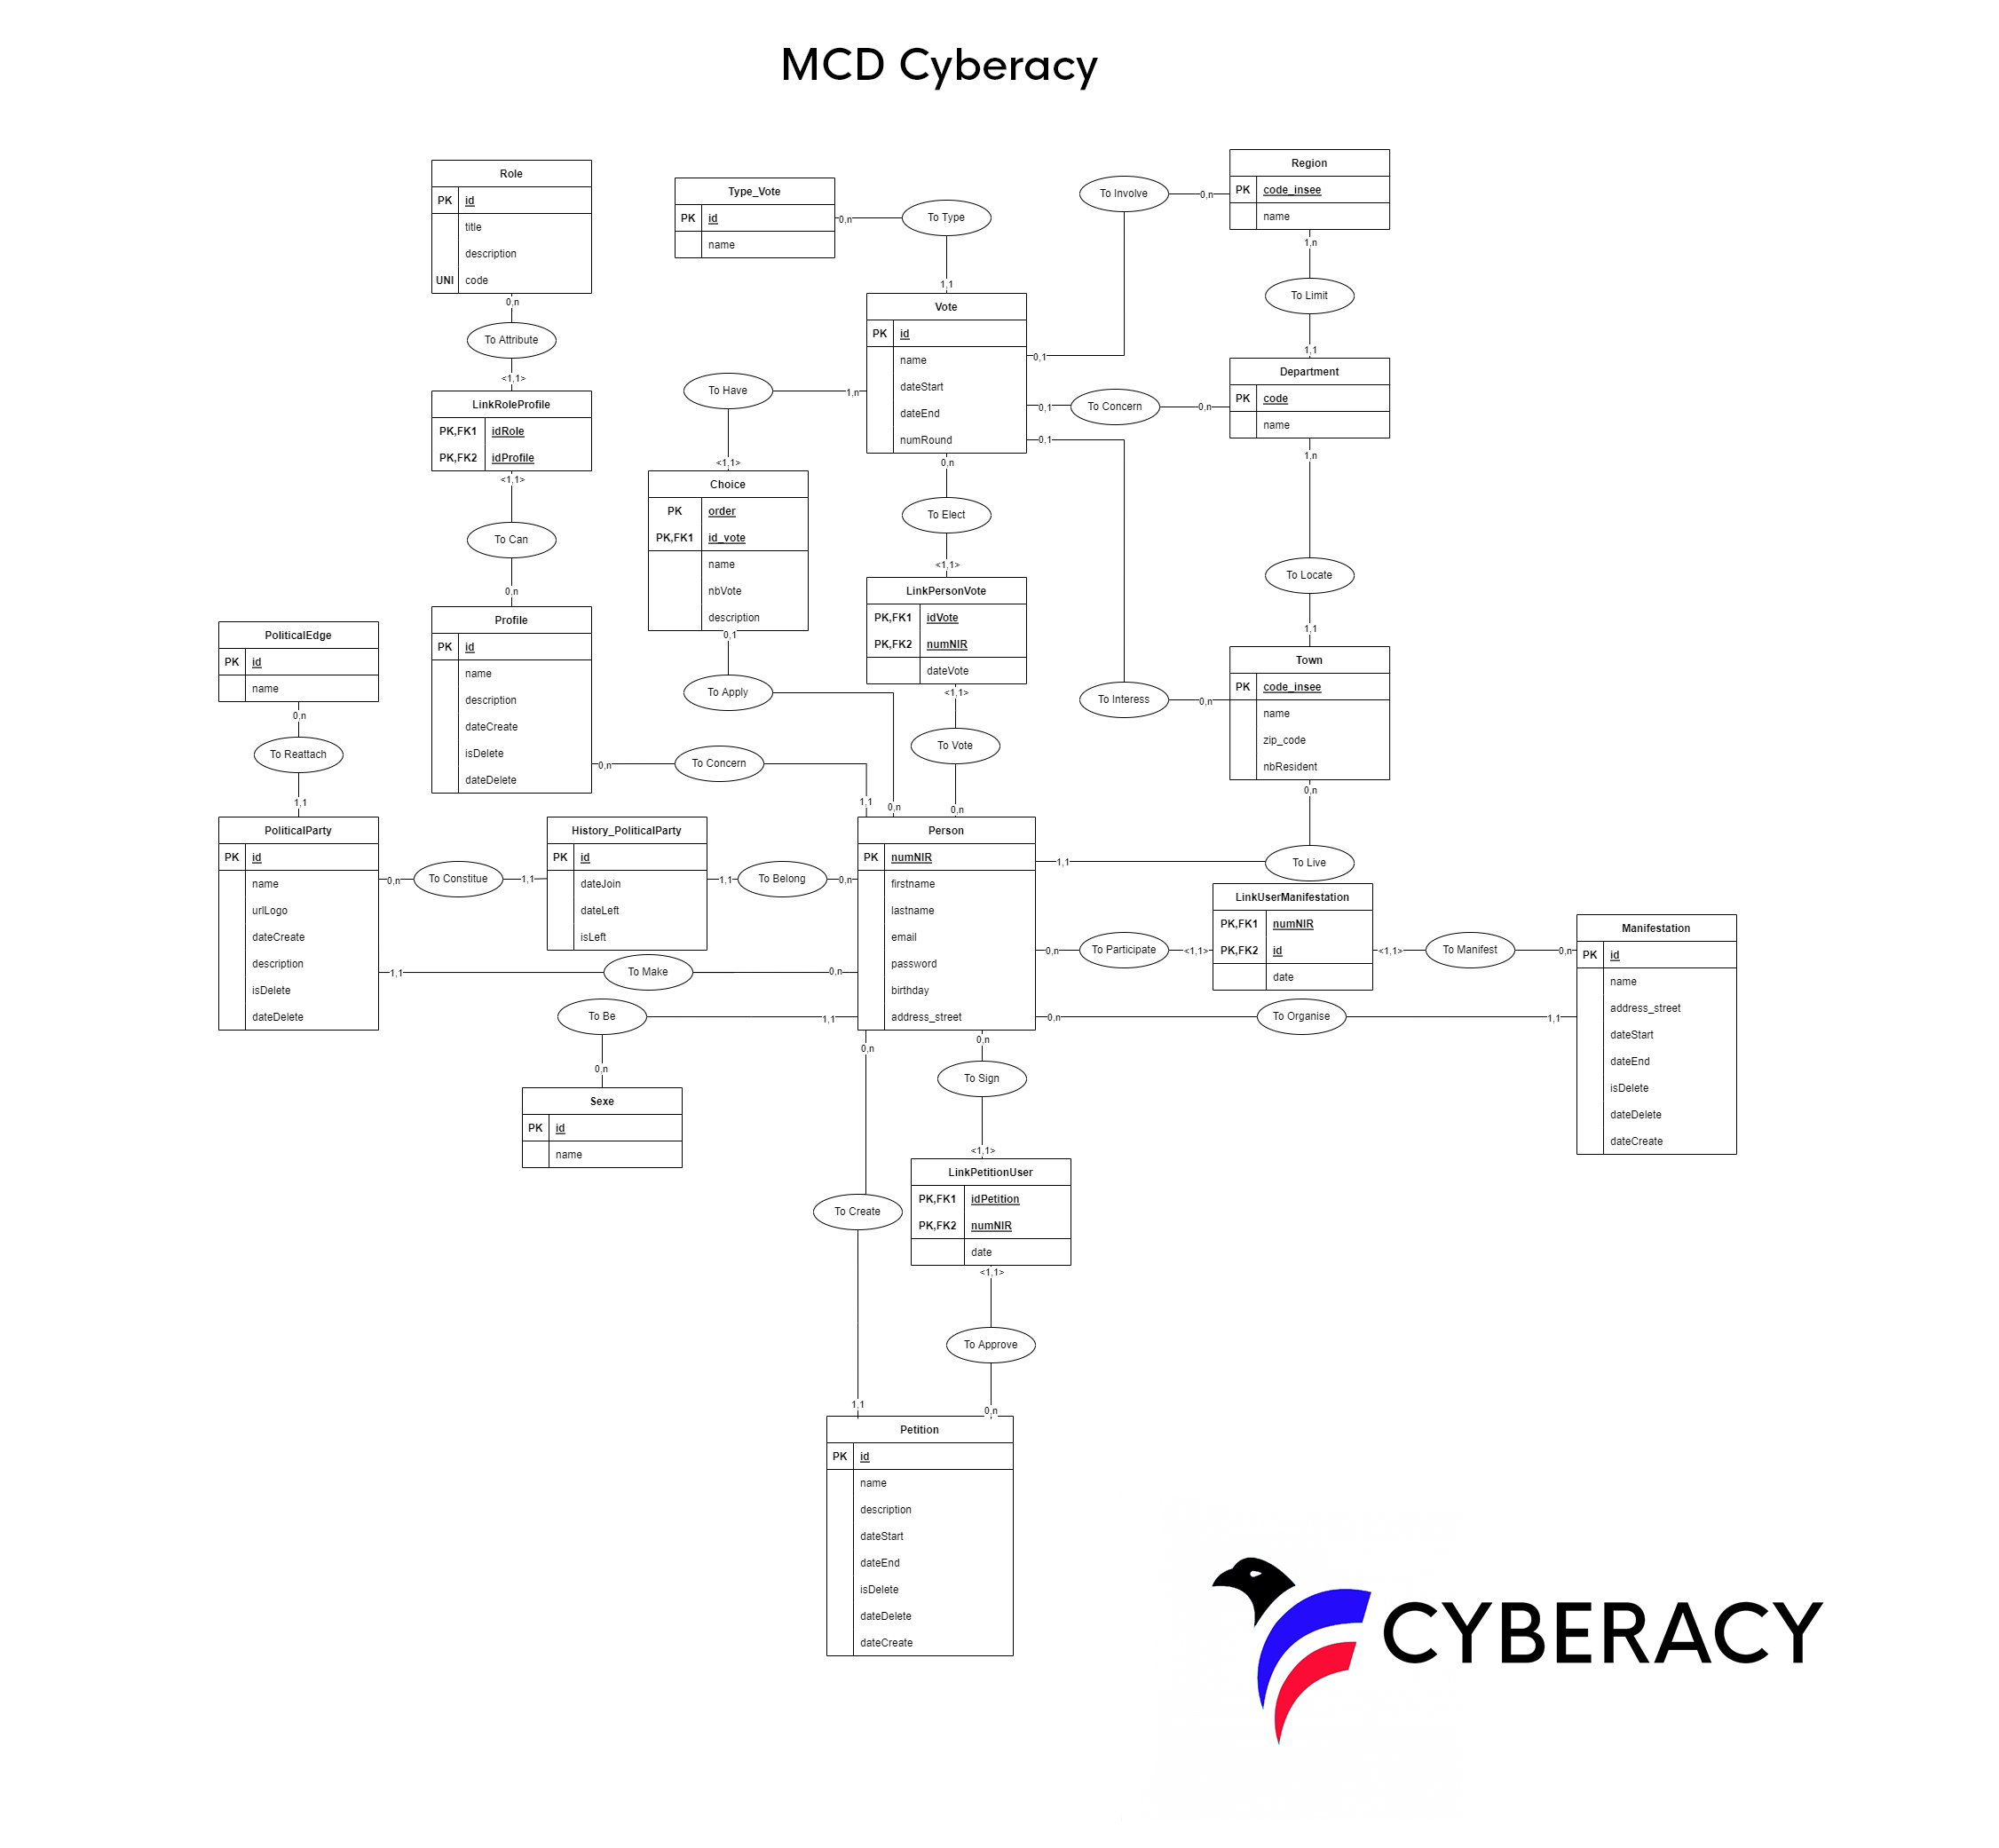 MCD Cyberacy
Role
PK id
title
description
UNI code
0,n
To Attribute
<1,1>
LinkRoleProfile
PK,FK1 idRole
PK,FK2 idProfile
<1,1>
To Can
0,n
Profile
PK id
name
description
dateCreate
isDelete
dateDelete
0,n
To Concern
1,1
Type_Vote
PK id
name
0,n
To Type
1,1
Vote
PK id
name
dateStart
dateEnd
numRound
1,n
To Have
<1,1>
Choice
PK order
PK,FK1 id_vote
name
nbVote
description
0,1
To Apply
0,n
0,n
To Elect
<1,1>
LinkPersonVote
PK,FK1 idVote
PK,FK2 numNIR
dateVote
<1,1>
To Vote
0,n
0,1
To Involve
0,n
Region
PK code_insee
name
1,n
To Limit
1,1
0,1
To Concern
0,n
Department
PK code
name
1,n
To Locate
1,1
0,1
To Interess
0,n
Town
PK code_insee
name
zip_code
nbResident
0,n
To Live
1,1
PoliticalEdge
PK id
name
0,n
To Reattach
1,1
PoliticalParty
PK id
name
urlLogo
dateCreate
description
isDelete
dateDelete
0,n
To Constitue
1,1
History_PoliticalParty
PK id
dateJoin
dateLeft
isLeft
1,1
To Belong
0,n
1,1
To Make
0,n
Person
PK numNIR
firstname
lastname
email
password
birthday
address_street
To Be
1,1
0,n
Sexe
PK id
name
0,n
To Participate
<1,1>
LinkUserManifestation
PK,FK1 numNIR
PK,FK2 id
date
<1,1>
To Manifest
0,n
Manifestation
PK id
name
address_street
dateStart
dateEnd
isDelete
dateDelete
dateCreate
0,n
To Organise
1,1
0,n
To Sign
<1,1>
LinkPetitionUser
PK,FK1 idPetition
PK,FK2 numNIR
date
<1,1>
To Approve
0,n
0,n
To Create
1,1
Petition
PK id
name
description
dateStart
dateEnd
isDelete
dateDelete
dateCreate
CYBERACY